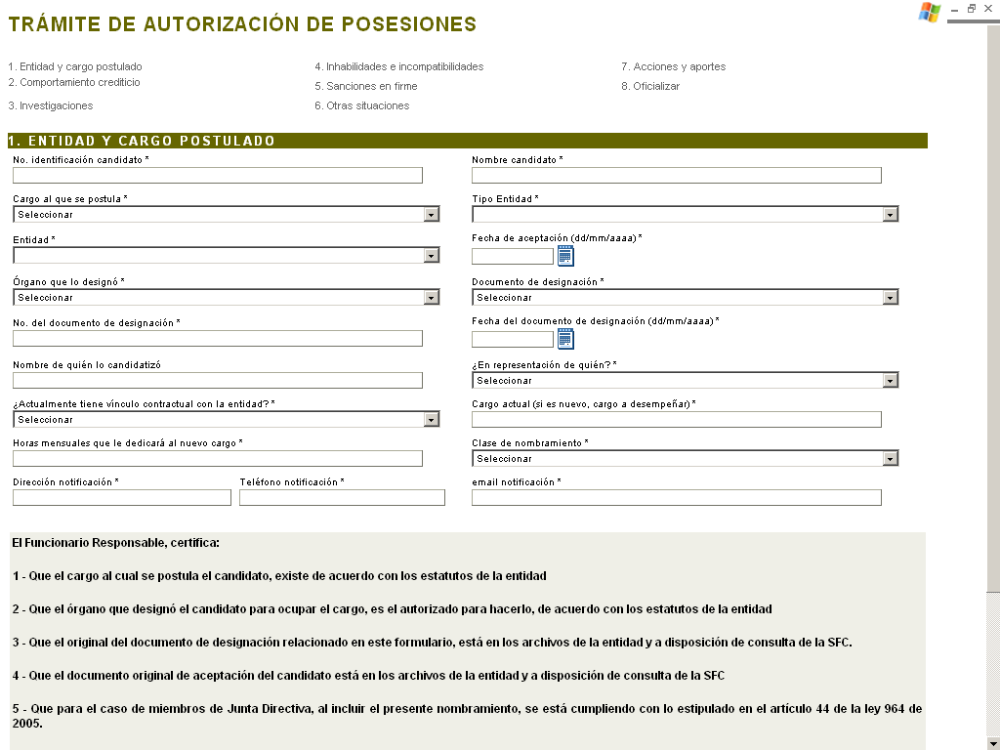 TRÁMITE DE AUTORIZACIÓN DE POSESIONES
1. Entidad y cargo postulado
4. Inhabilidades e incompatibilidades
7. Acciones y aportes
2. Comportamiento crediticio
5. Sanciones en firme
8. Oficializar
3. Investigaciones
6. Otras situaciones
1. ENTIDAD Y CARGO POSTULADO
No. identificación candidato *
Nombre candidato *
Cargo al que se postula *
Tipo Entidad *
Seleccionar
Entidad *
Fecha de aceptación (dd/mm/aaaa) *
Órgano que lo designó *
Documento de designación *
Seleccionar
Seleccionar
No. del documento de designación *
Fecha del documento de designación (dd/mm/aaaa) *
Nombre de quién lo candidatizó
¿En representación de quién? *
Seleccionar
¿Actualmente tiene vínculo contractual con la entidad? *
Cargo actual (si es nuevo, cargo a desempeñar) *
Seleccionar
Horas mensuales que le dedicará al nuevo cargo *
Clase de nombramiento *
Seleccionar
Dirección notificación *
Teléfono notificación *
email notificación *
El Funcionario Responsable, certifica:
1 - Que el cargo al cual se postula el candidato, existe de acuerdo con los estatutos de la entidad
2 - Que el órgano que designó el candidato para ocupar el cargo, es el autorizado para hacerlo, de acuerdo con los estatutos de la entidad
3 - Que el original del documento de designación relacionado en este formulario, está en los archivos de la entidad y a disposición de consulta de la SFC.
4 - Que el documento original de aceptación del candidato está en los archivos de la entidad y a disposición de consulta de la SFC
5 - Que para el caso de miembros de Junta Directiva, al incluir el presente nombramiento, se está cumpliendo con lo estipulado en el artículo 44 de la ley 964 de
2005.